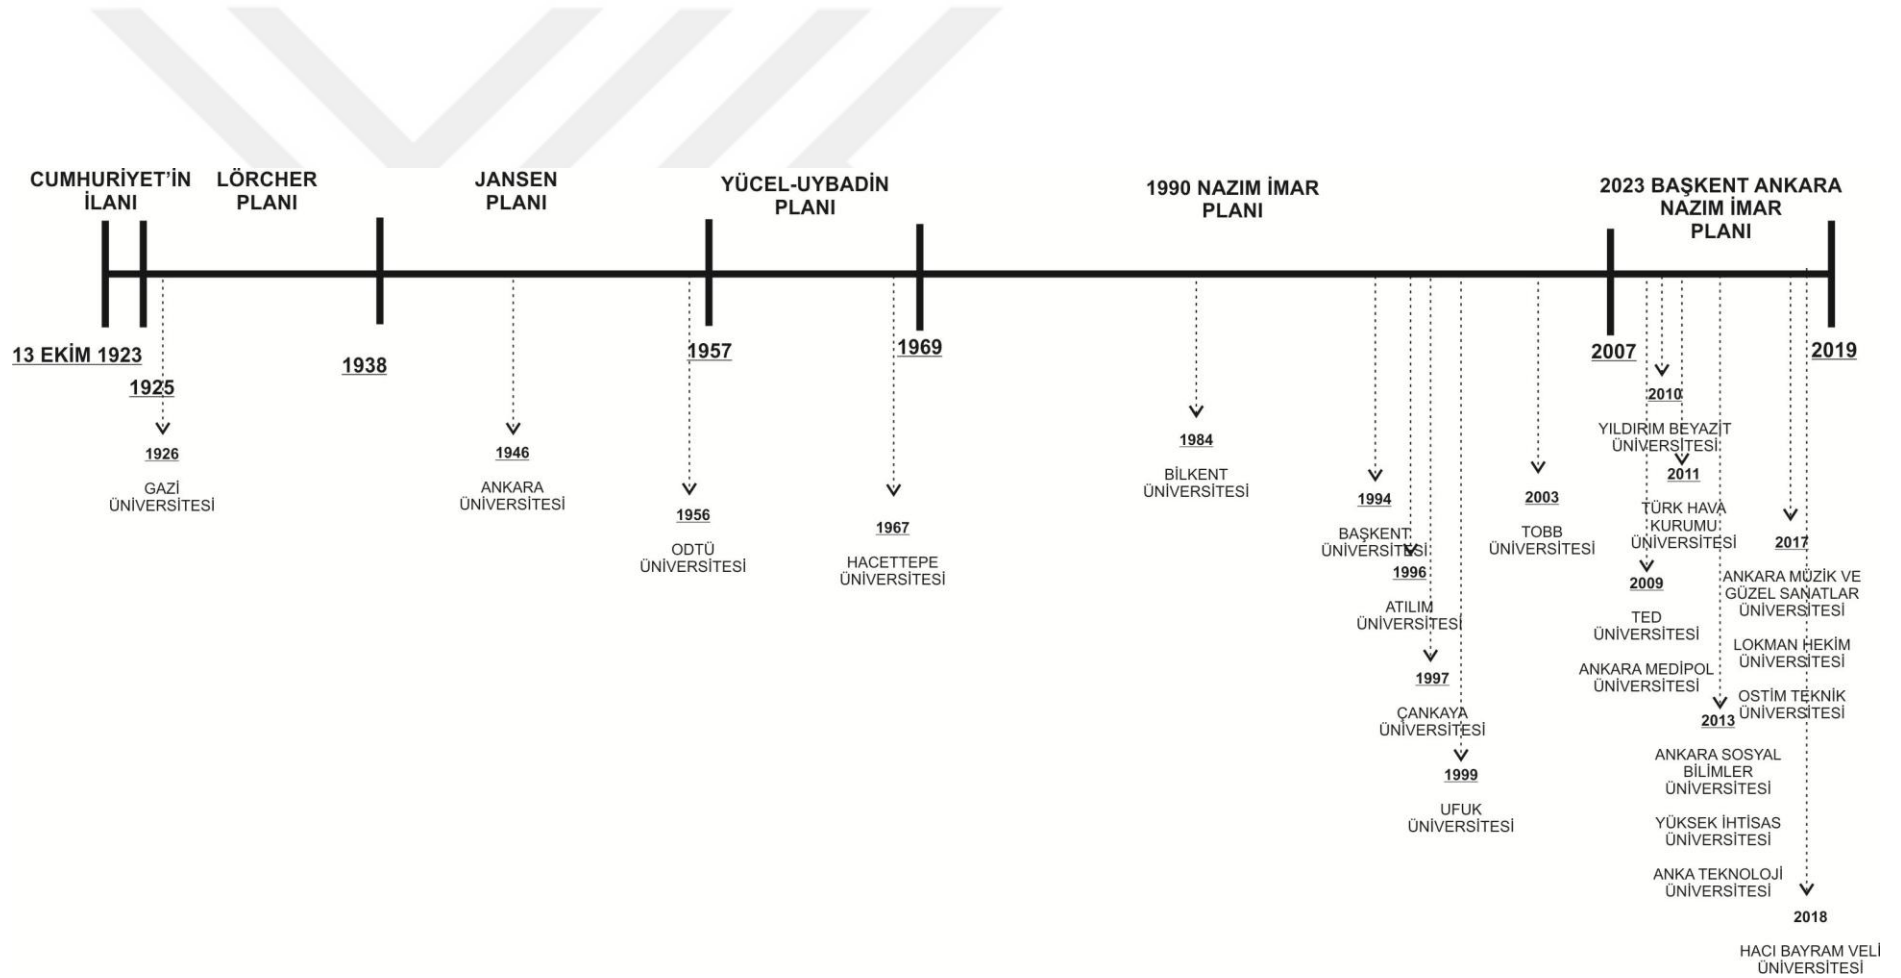 CUMHURİYET'İN
İLANI
LÖRCHER
PLANI
JANSEN
PLANI
YÜCEL-UYBADİN
PLANI
1990 NAZIM İMAR
PLANI
2023 BAŞKENT ANKARA
NAZIM İMAR
PLANI
13 EKİM 1923
1925
1938
1957
1969
2007
2019
1926
GAZİ
ÜNİVERSİTESİ
1946
ANKARA
ÜNİVERSİTESİ
1956
ODTÜ
ÜNİVERSİTESİ
1967
HACETTEPE
ÜNİVERSİTESİ
1984
BİLKENT
ÜNİVERSİTESİ
1994
BAŞKENT
ÜNİVERSİTESİ
1996
ATILIM
ÜNİVERSİTESİ
1997
ÇANKAYA
ÜNİVERSİTESİ
1999
UFUK
ÜNİVERSİTESİ
2003
TOBB
ÜNİVERSİTESİ
2010
YILDIRIM BEYAZIT
ÜNİVERSİTESİ
2011
TÜRK HAVA
KURUMU
ÜNİVERSİTESİ
2009
TED
ÜNİVERSİTESİ
ANKARA MEDİPOL
ÜNİVERSİTESİ
2013
ANKARA SOSYAL
BİLİMLER
ÜNİVERSİTESİ
YÜKSEK İHTİSAS
ÜNİVERSİTESİ
ANKA TEKNOLOJİ
ÜNİVERSİTESİ
2017
ANKARA MÜZİK VE
GÜZEL SANATLAR
ÜNİVERSİTESİ
LOKMAN HEKİM
ÜNİVERSİTESİ
OSTİM TEKNİK
ÜNİVERSİTESİ
2018
HACI BAYRAM VELİ
ÜNİVERSİTESİ